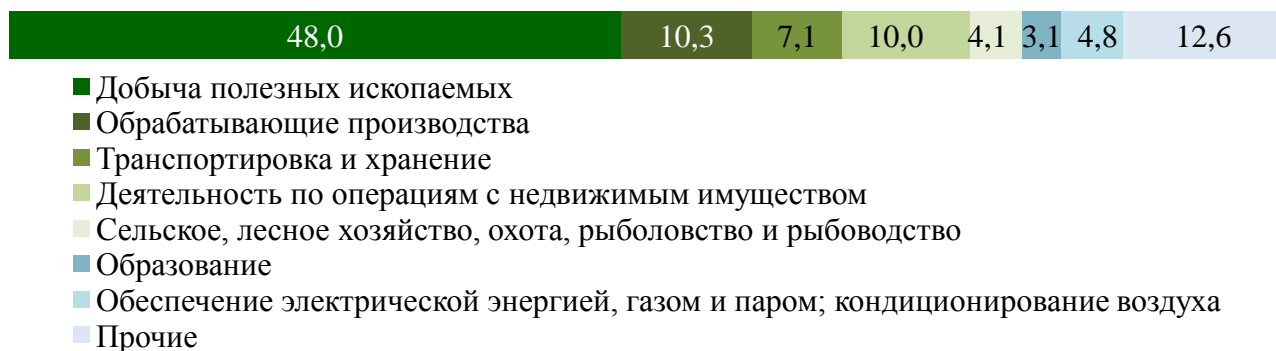 48,0 10,3 7,1 10,0 4,1 3,1 4,8 12,6
Добыча полезных ископаемых
Обрабатывающие производства
Транспортировка и хранение
Деятельность по операциям с недвижимым имуществом
Сельское, лесное хозяйство, охота, рыболовство и рыбоводство
Образование
Обеспечение электрической энергией, газом и паром; кондиционирование воздуха
Прочие